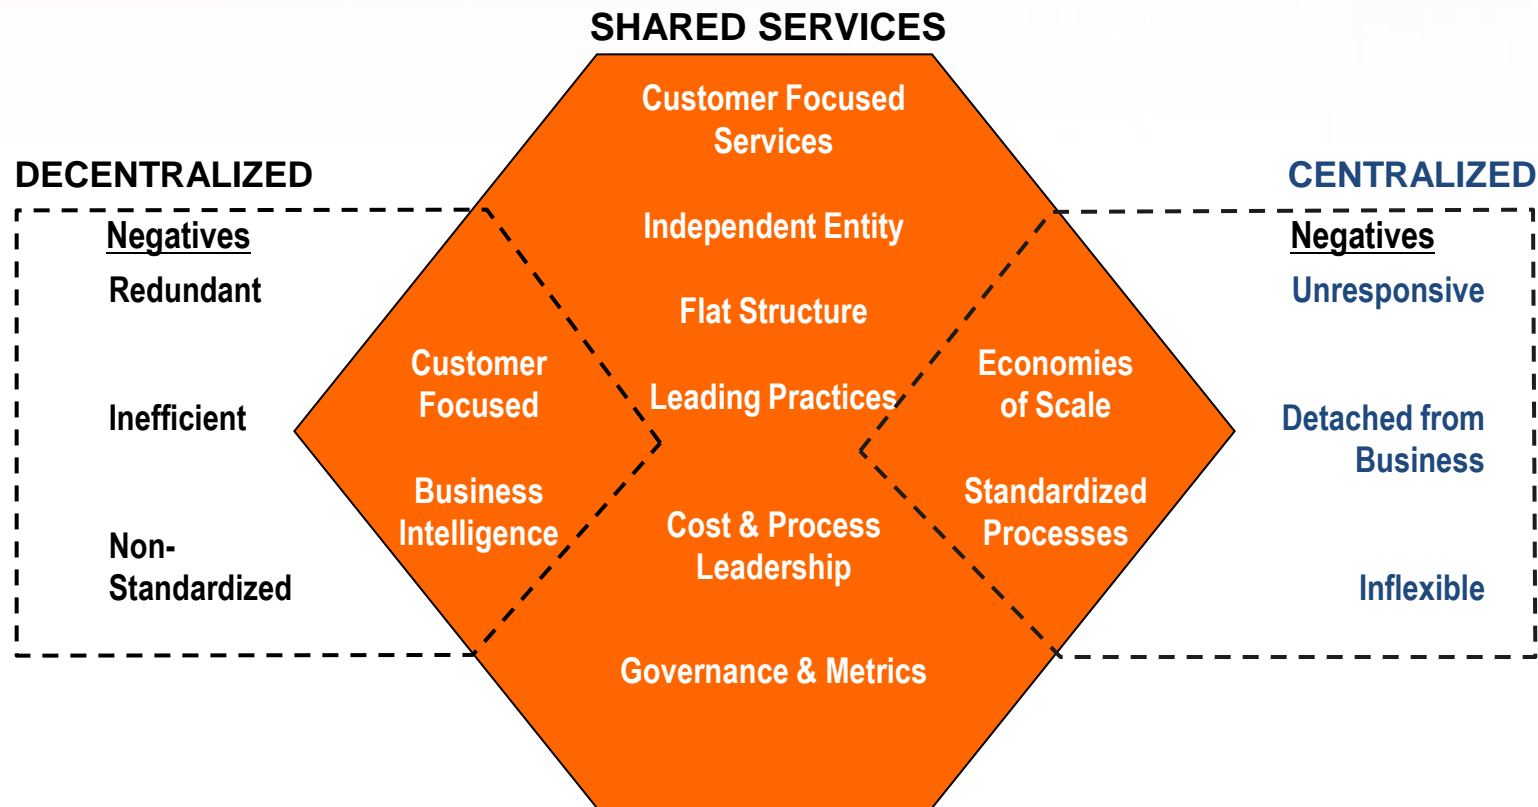 SHARED SERVICES
Customer Focused
Services
Independent Entity
Flat Structure
Leading Practices
Cost & Process
Leadership
Governance & Metrics
DECENTRALIZED
Negatives
Redundant
Inefficient
Non-
Standardized
Customer
Focused
Business
Intelligence
Economies
of Scale
Standardized
Processes
CENTRALIZED
Negatives
Unresponsive
Detached from
Business
Inflexible